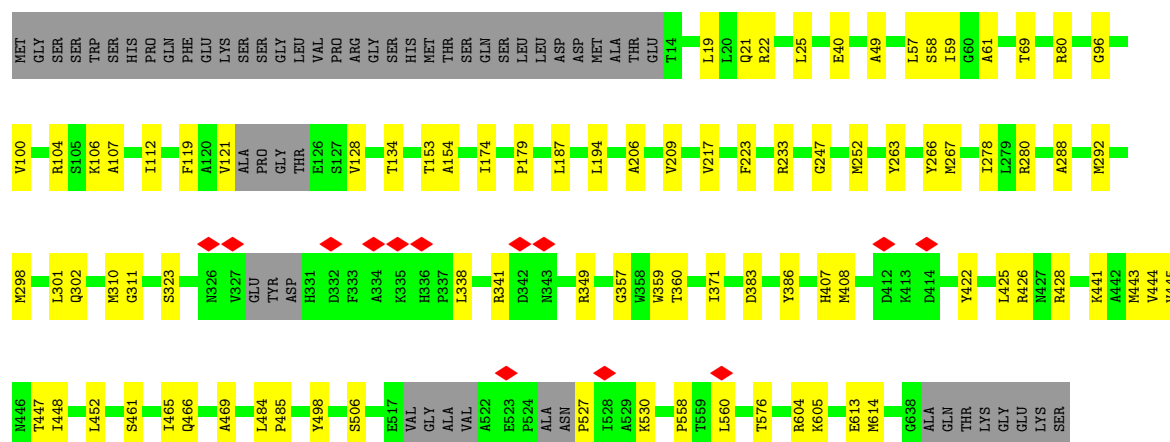 MET GLY SER SER TRP SER HIS PRO GLN PHE GLU LYS SER SER GLY LEU VAL PRO ARG GLY SER HIS MET THR SER SER GLN SER LEU LEU ASP ASP MET ALA THR GLU T14 L19 L20 Q21 R22 L25 E40 A49 L57 S58 I59 G60 A61 T69 R80 G96
V100 R104 S105 K106 A107 I112 F119 A120 V121 ALA PRO GLY THR E126 S127 V128 T134 T153 A154 I174 P179 L187 L194 A206 V209 V217 F223 R233 G247 M252 Y263 Y266 M267 I278 L279 R280 A288 M292
M298 L301 Q302 M310 G311 S323 N326 V327 GLU TYR ASP H331 D332 F333 A334 K335 H336 P337 L338 R341 D342 N343 R349 G357 W358 W359 T360 I371 D383 Y386 H407 M408 D412 K413 D414 Y422 L425 R426 N427 R428 K441 A442 M443 V444
N446 T447 I448 L452 S461 I465 Q466 A469 L484 P485 Y498 S506 E517 VAL GLY ALA VAL A522 E523 P524 ALA ASN P527 I528 A529 K530 P558 T559 L560 T576 R604 K605 E613 M614 G638 ALA GLN THR LYS GLY GLU LYS SER